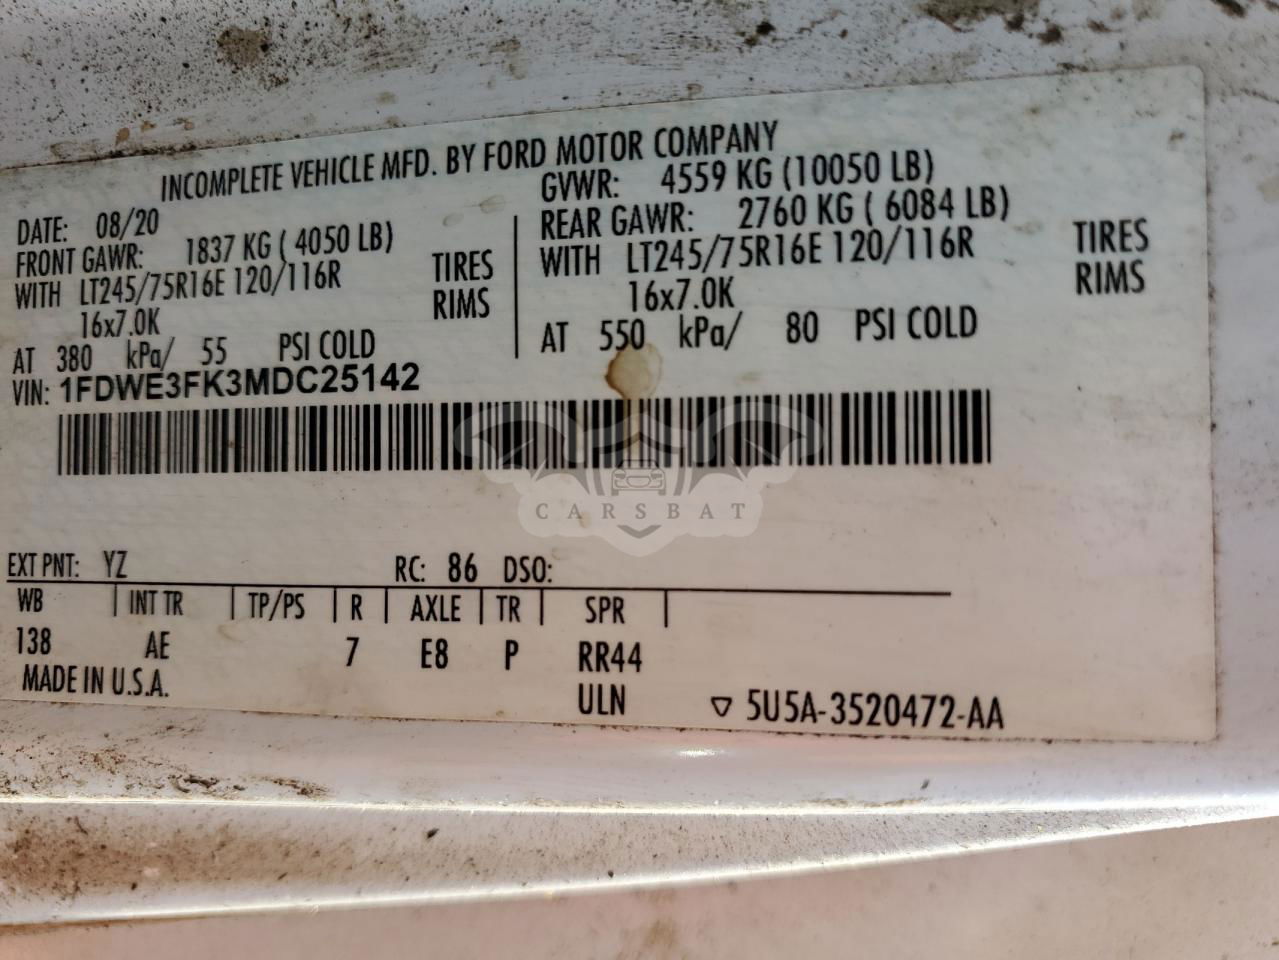 INCOMPLETE VEHICLE MFD. BY FORD MOTOR COMPANY
DATE: 08/20
GVWR: 4559 KG (10050 LB)
FRONT GAWR: 1837 KG ( 4050 LB)
REAR GAWR: 2760 KG ( 6084 LB)
WITH LT245/75R16E 120/116R TIRES
WITH LT245/75R16E 120/116R TIRES
16x7.0K RIMS
16x7.0K RIMS
AT 380 kPa/ 55 PSI COLD
AT 550 kPa/ 80 PSI COLD
VIN: 1FDWE3FK3MDC25142
CARSBAT
EXT PNT: YZ RC: 86 DSO:
WB INT TR TP/PS R AXLE TR SPR
138 AE 7 E8 P RR44
MADE IN U.S.A. ULN ▽ 5U5A-3520472-AA